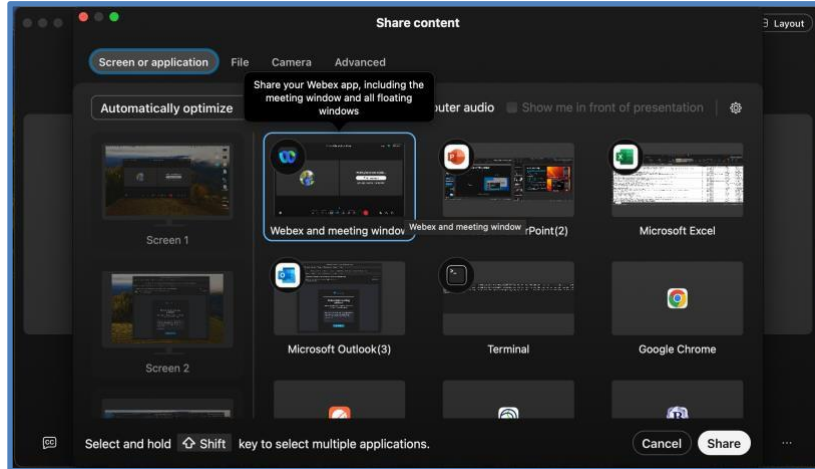 Share content
Layout
Screen or application
File
Camera
Advanced
Share your Webex app, including the
meeting window and all floating
windows
Automatically optimize
audio
Show me in front of presentation
Screen 1
Webex and meeting window
Webex and meeting window
rPoint(2)
Microsoft Excel
Screen 2
Microsoft Outlook(3)
Terminal
Google Chrome
Select and hold Shift key to select multiple applications.
Cancel
Share